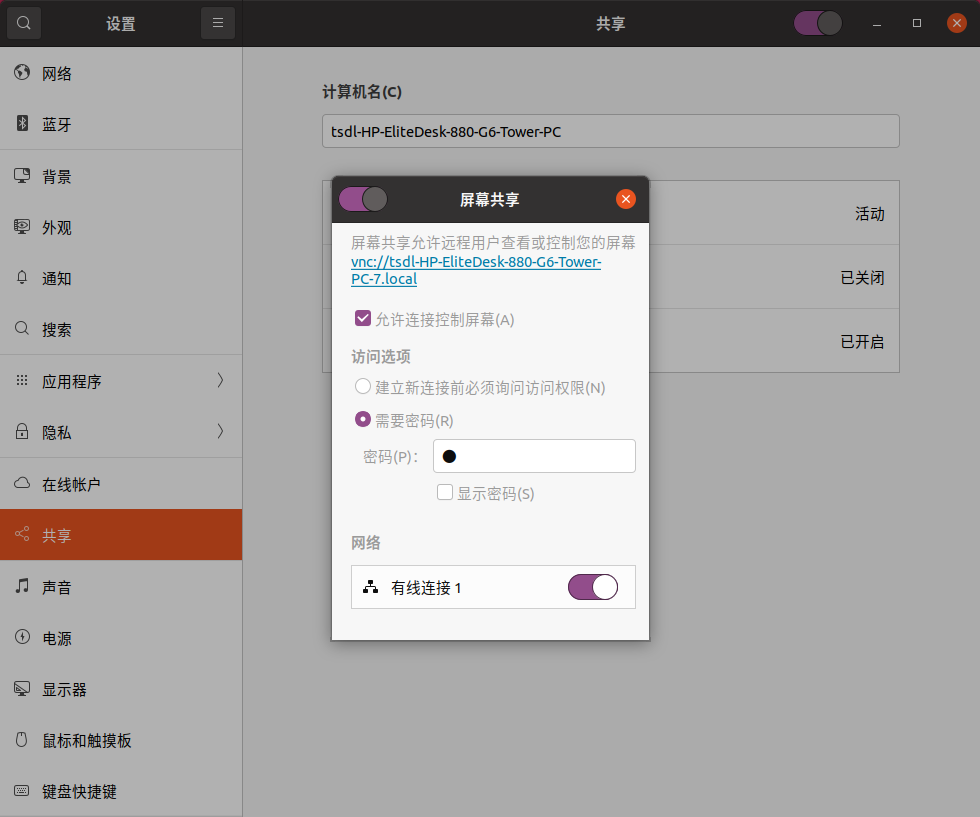 设置
共享
网络
蓝牙
背景
外观
通知
搜索
应用程序
隐私
在线帐户
共享
声音
电源
显示器
鼠标和触摸板
键盘快捷键
计算机名(C)
tsdl-HP-EliteDesk-880-G6-Tower-PC
活动
已关闭
已开启
屏幕共享
屏幕共享允许远程用户查看或控制您的屏幕
vnc://tsdl-HP-EliteDesk-880-G6-Tower-
PC-7.local
允许连接控制屏幕(A)
访问选项
建立新连接前必须询问访问权限(N)
需要密码(R)
密码(P)：
显示密码(S)
网络
有线连接 1